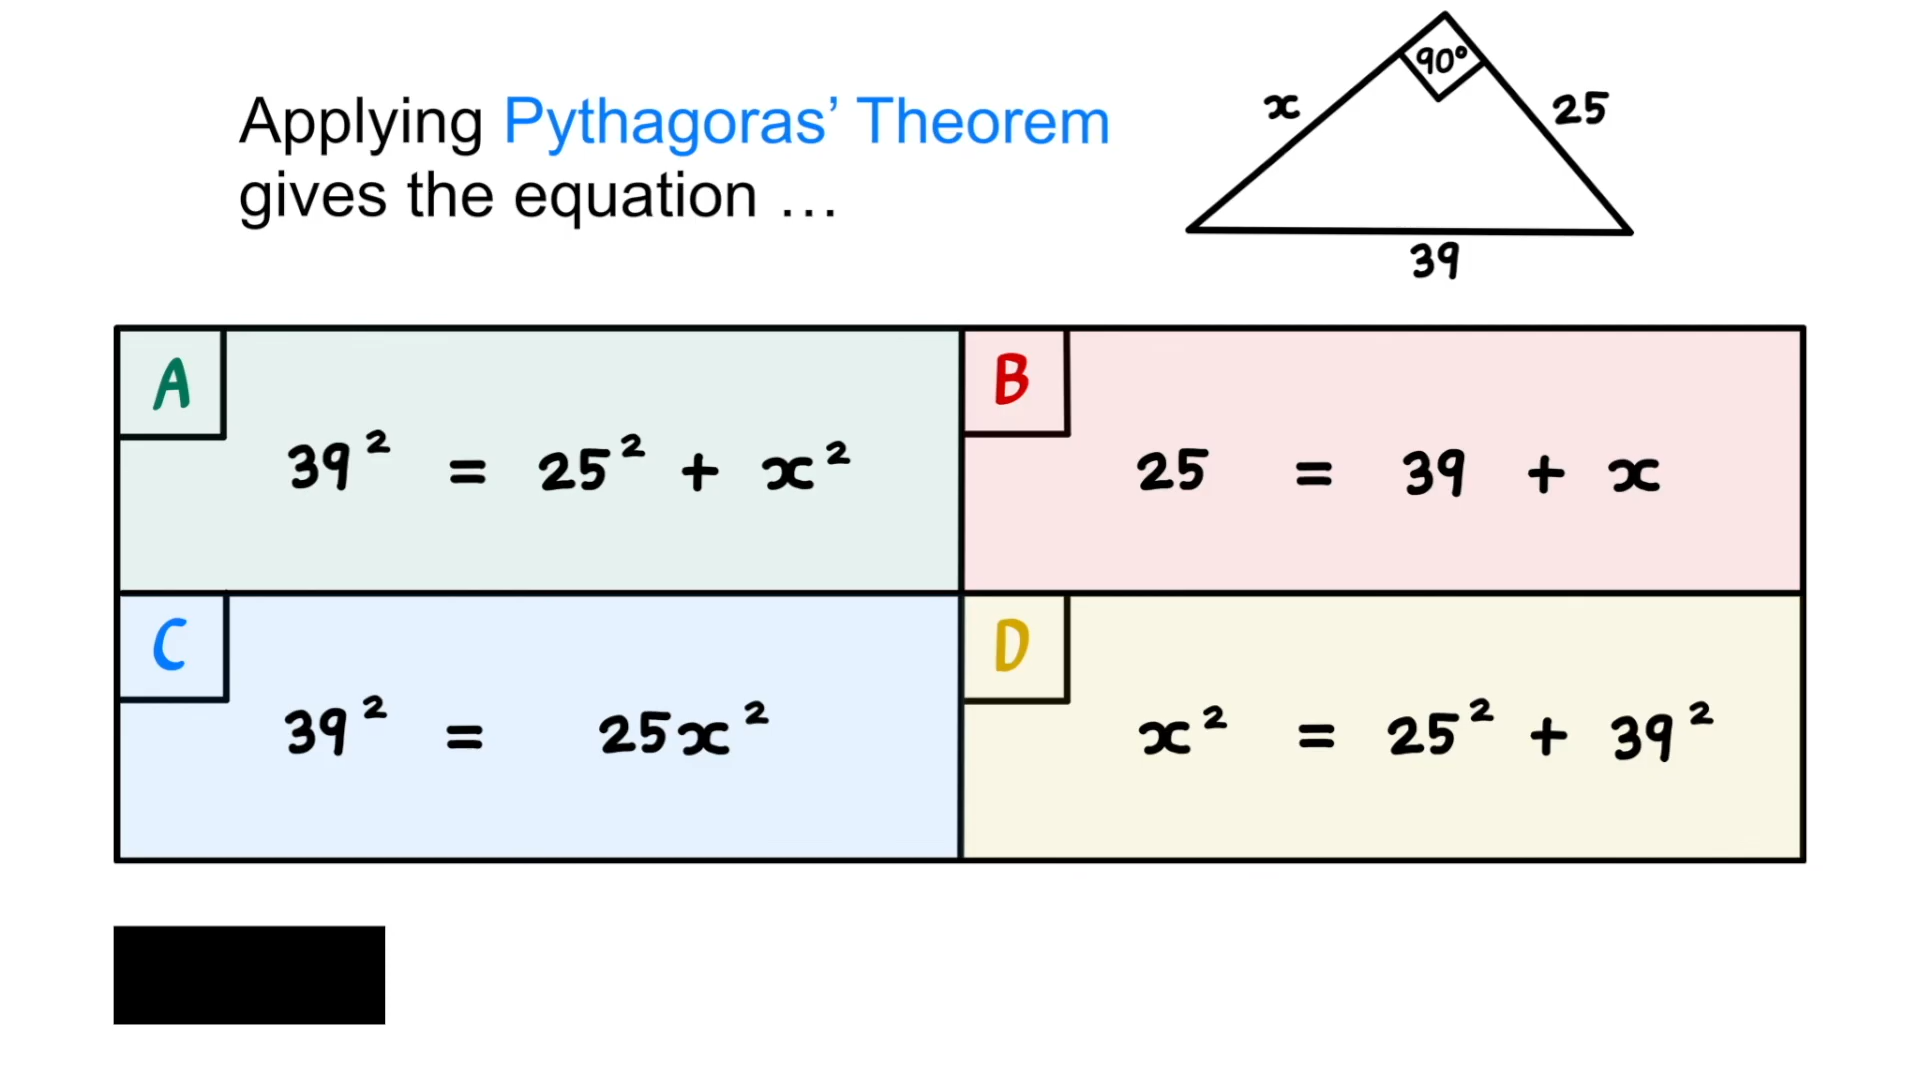 Applying Pythagoras’ Theorem
gives the equation …
90°
x
25
39
A
39² = 25² + x²
B
25 = 39 + x
C
39² = 25x²
D
x² = 25² + 39²